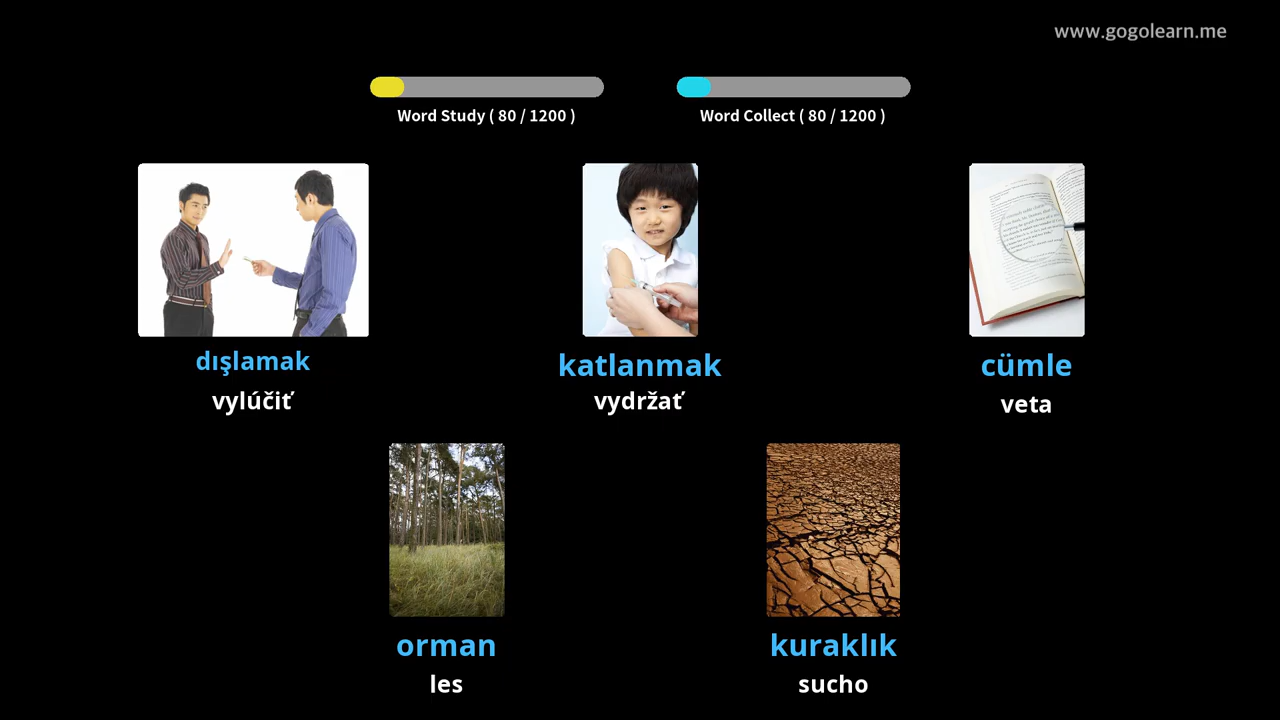 www.gogolearn.me
Word Study ( 80 / 1200 )
Word Collect ( 80 / 1200 )
dışlamak
vylúčiť
katlanmak
vydržať
cümle
veta
orman
les
kuraklık
sucho